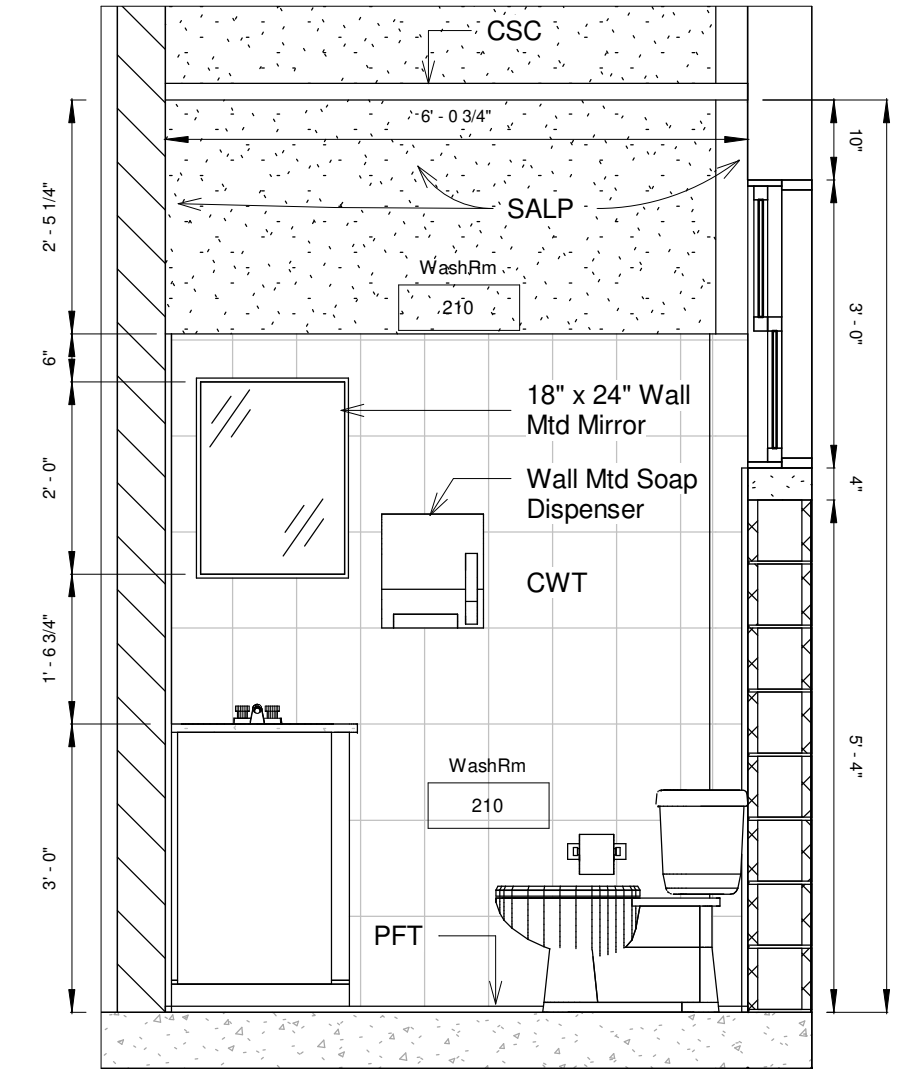 CSC
6' - 0 3/4"
10"
2' - 5 1/4"
SALP
WashRm
210
3' - 0"
6"
18" x 24" Wall
Mtd Mirror
2' - 0"
Wall Mtd Soap
Dispenser
4"
CWT
1' - 6 3/4"
5' - 4"
WashRm
210
3' - 0"
PFT